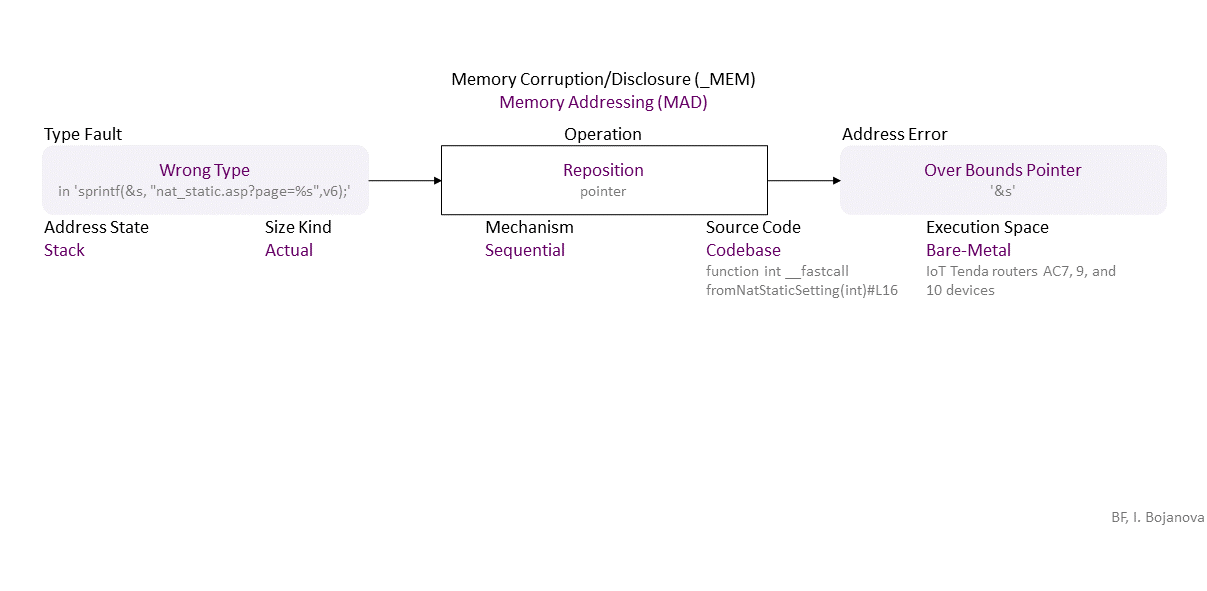 Memory Corruption/Disclosure (_MEM)
Memory Addressing (MAD)
Type Fault
Operation
Address Error
Wrong Type
in 'sprintf(&s, "nat_static.asp?page=%s",v6);'
Reposition
pointer
Over Bounds Pointer
'&s'
Address State
Stack
Size Kind
Actual
Mechanism
Sequential
Source Code
Codebase
function int __fastcall
fromNatStaticSetting(int)#L16
Execution Space
Bare-Metal
IoT Tenda routers AC7, 9, and
10 devices
BF, I. Bojanova